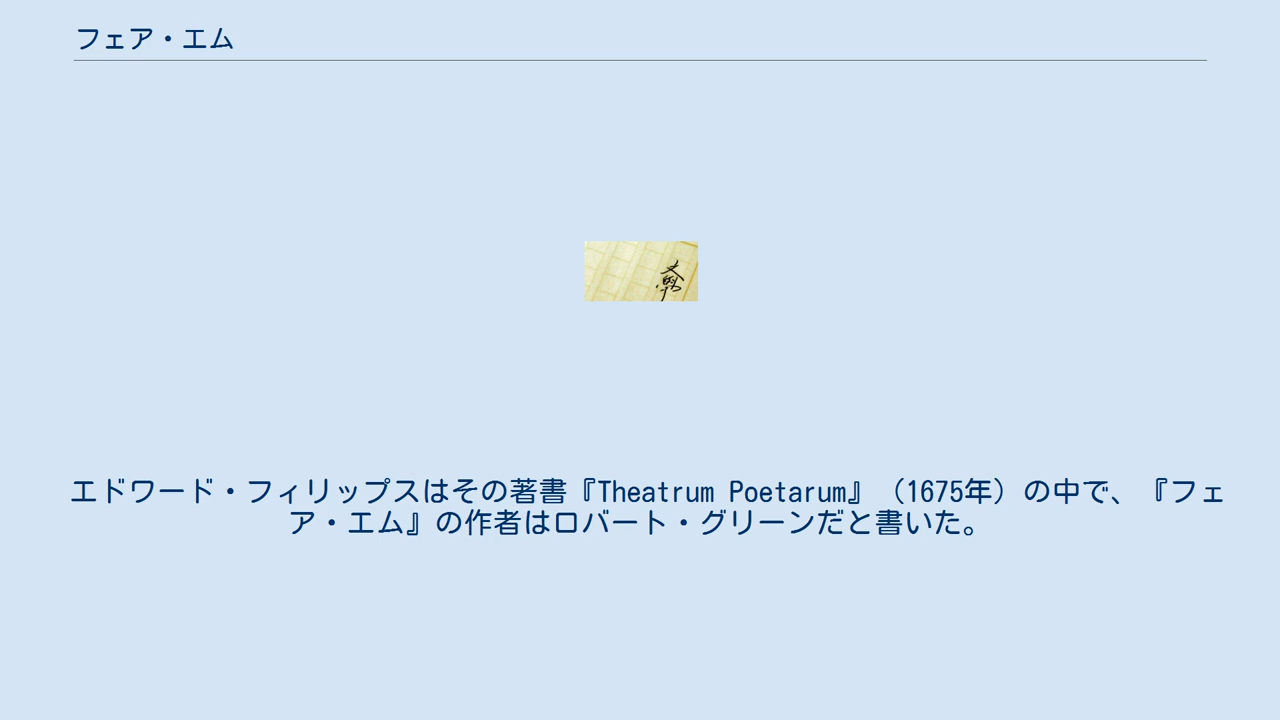 フェア・エム
エドワード・フィリップスはその著書『Theatrum Poetarum』（1675年）の中で、『フェ
ア・エム』の作者はロバート・グリーンだと書いた。